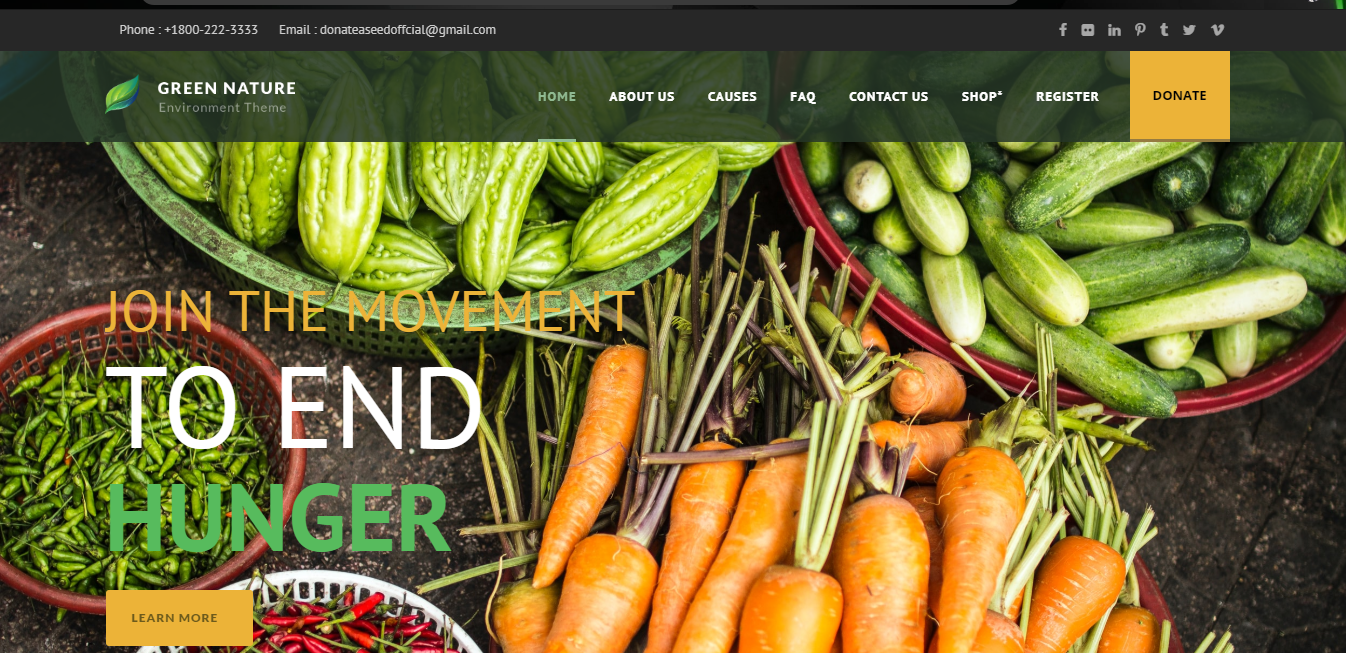 Phone : +1800-222-3333 Email : donateaseedoffcial@gmail.com
GREEN NATURE
Environment Theme
HOME ABOUT US CAUSES FAQ CONTACT US SHOP* REGISTER DONATE
JOIN THE MOVEMENT
TO END
HUNGER
LEARN MORE